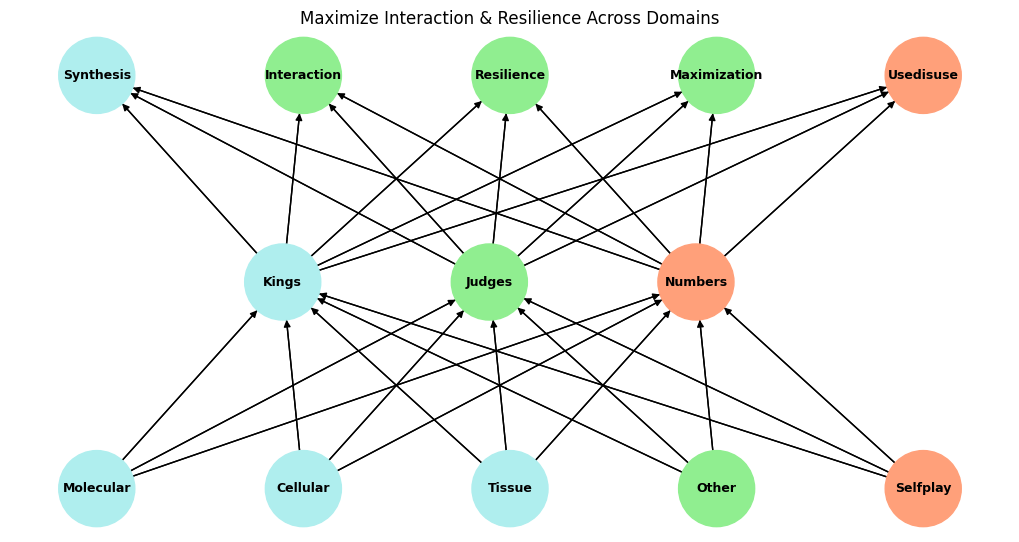 Maximize Interaction & Resilience Across Domains
Synthesis
Interaction
Resilience
Maximization
Usedisuse
Kings
Judges
Numbers
Molecular
Cellular
Tissue
Other
Selfplay